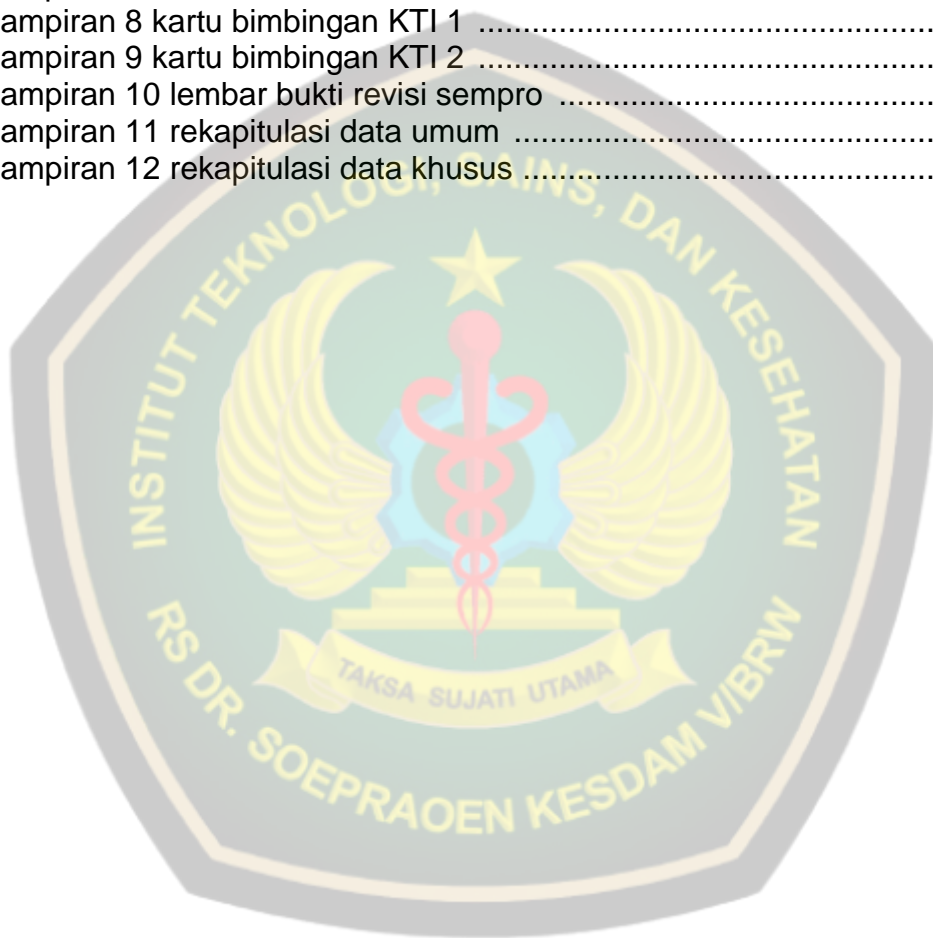 ampiran 8 kartu bimbingan KTI 1 ....................................................
ampiran 9 kartu bimbingan KTI 2 ....................................................
ampiran 10 lembar bukti revisi sempro ..........................................
ampiran 11 rekapitulasi data umum ...............................................
ampiran 12 rekapitulasi data khusus ..............................................
INSTITUT TEKNOLOGI, SAINS, DAN KESEHATAN
TAKSA SUJATI UTAMA
RS DR. SOEPRAOEN KESDAM V/BRW